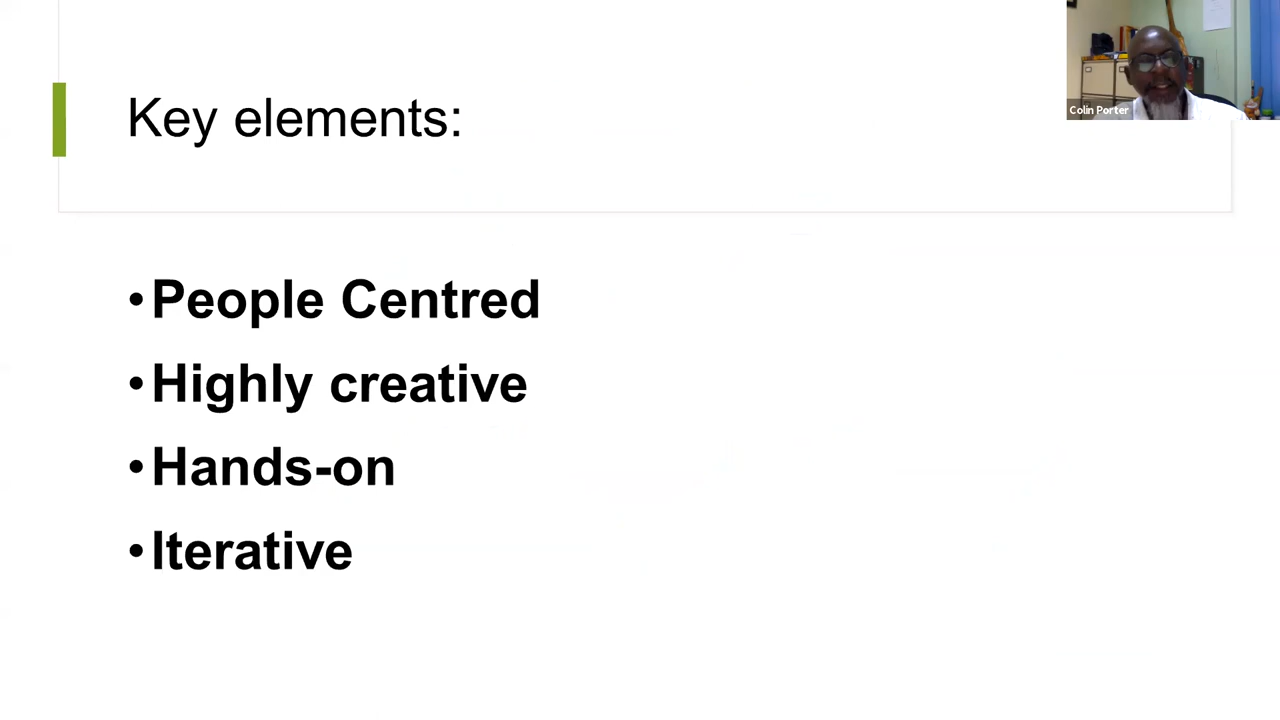 Key elements:
Colin Porter
•People Centred
•Highly creative
•Hands-on
•Iterative